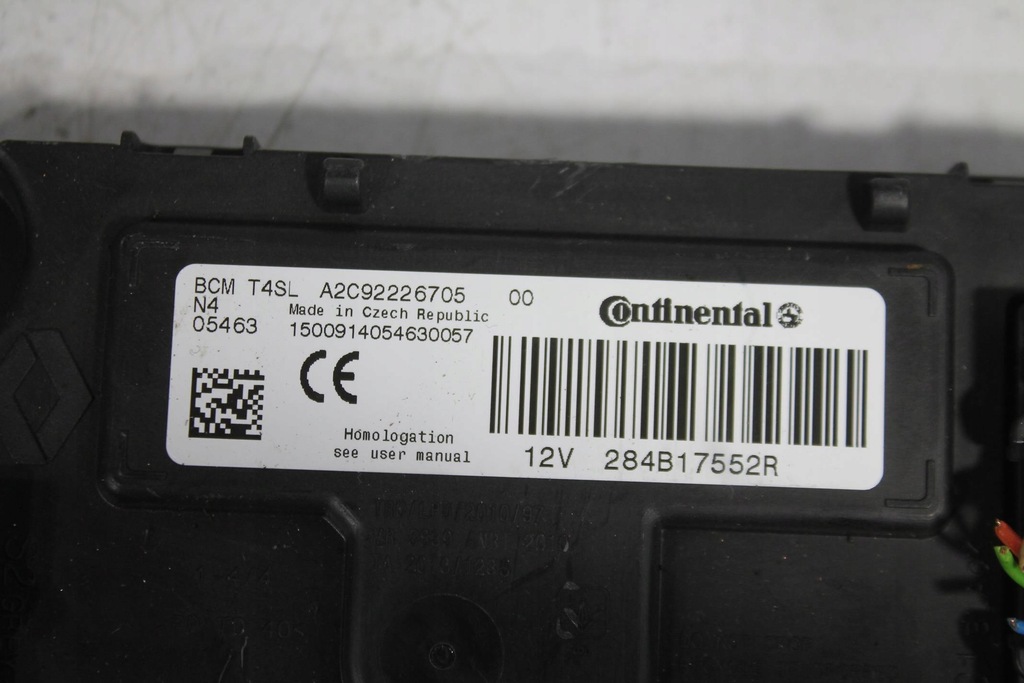 BCM T4SL A2C92226705 00
N4 Made in Czech Republic
05463 1500914054630057
Continental
CE
Homologation
see user manual
12V 284B17552R